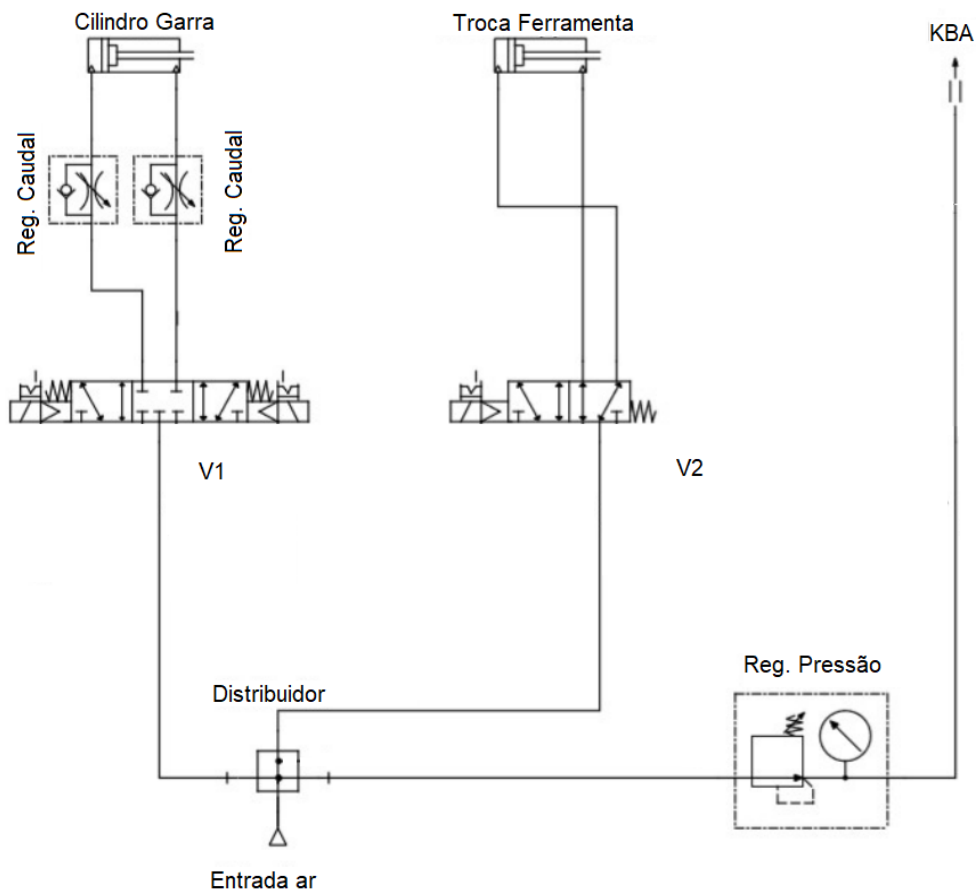 Cilindro Garra
Troca Ferramenta
KBA
Reg. Caudal
Reg. Caudal
V1
V2
Reg. Pressão
Distribuidor
Entrada ar